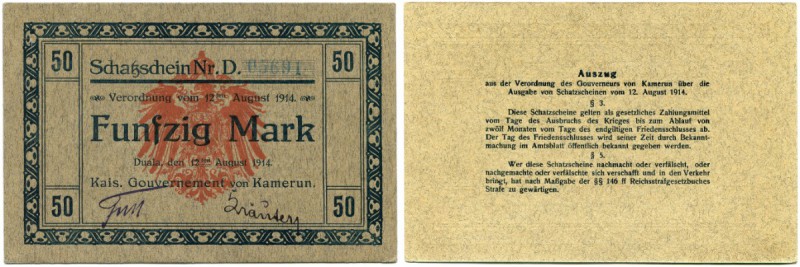 50
50
Schatzschein Nr. D. 05691
Verordnung vom 12ten August 1914.
Funfzig Mark
Duala, den 12ten August 1914.
Kais. Gouvernement von Kamerun.
50
50
Auszug
aus der Verordnung des Gouverneurs von Kamerun über die
Ausgabe von Schatzscheinen vom 12. August 1914.
§ 3.
Diese Schatzscheine gelten als gesetzliches Zahlungsmittel
vom Tage des Ausbruchs des Krieges bis zum Ablauf von
zwölf Monaten vom Tage des endgültigen Friedensschlusses ab.
Der Tag des Friedensschlusses wird seiner Zeit durch Bekannt-
machung im Amtsblatt öffentlich bekannt gegeben werden.
§ 5.
Wer diese Schatzscheine nachmacht oder verfälscht, oder
nachgemachte oder verfälschte sich verschafft und in den Verkehr
bringt, hat nach Maßgabe der §§ 146 ff Reichsstrafgesetzbuches
Strafe zu gewärtigen.